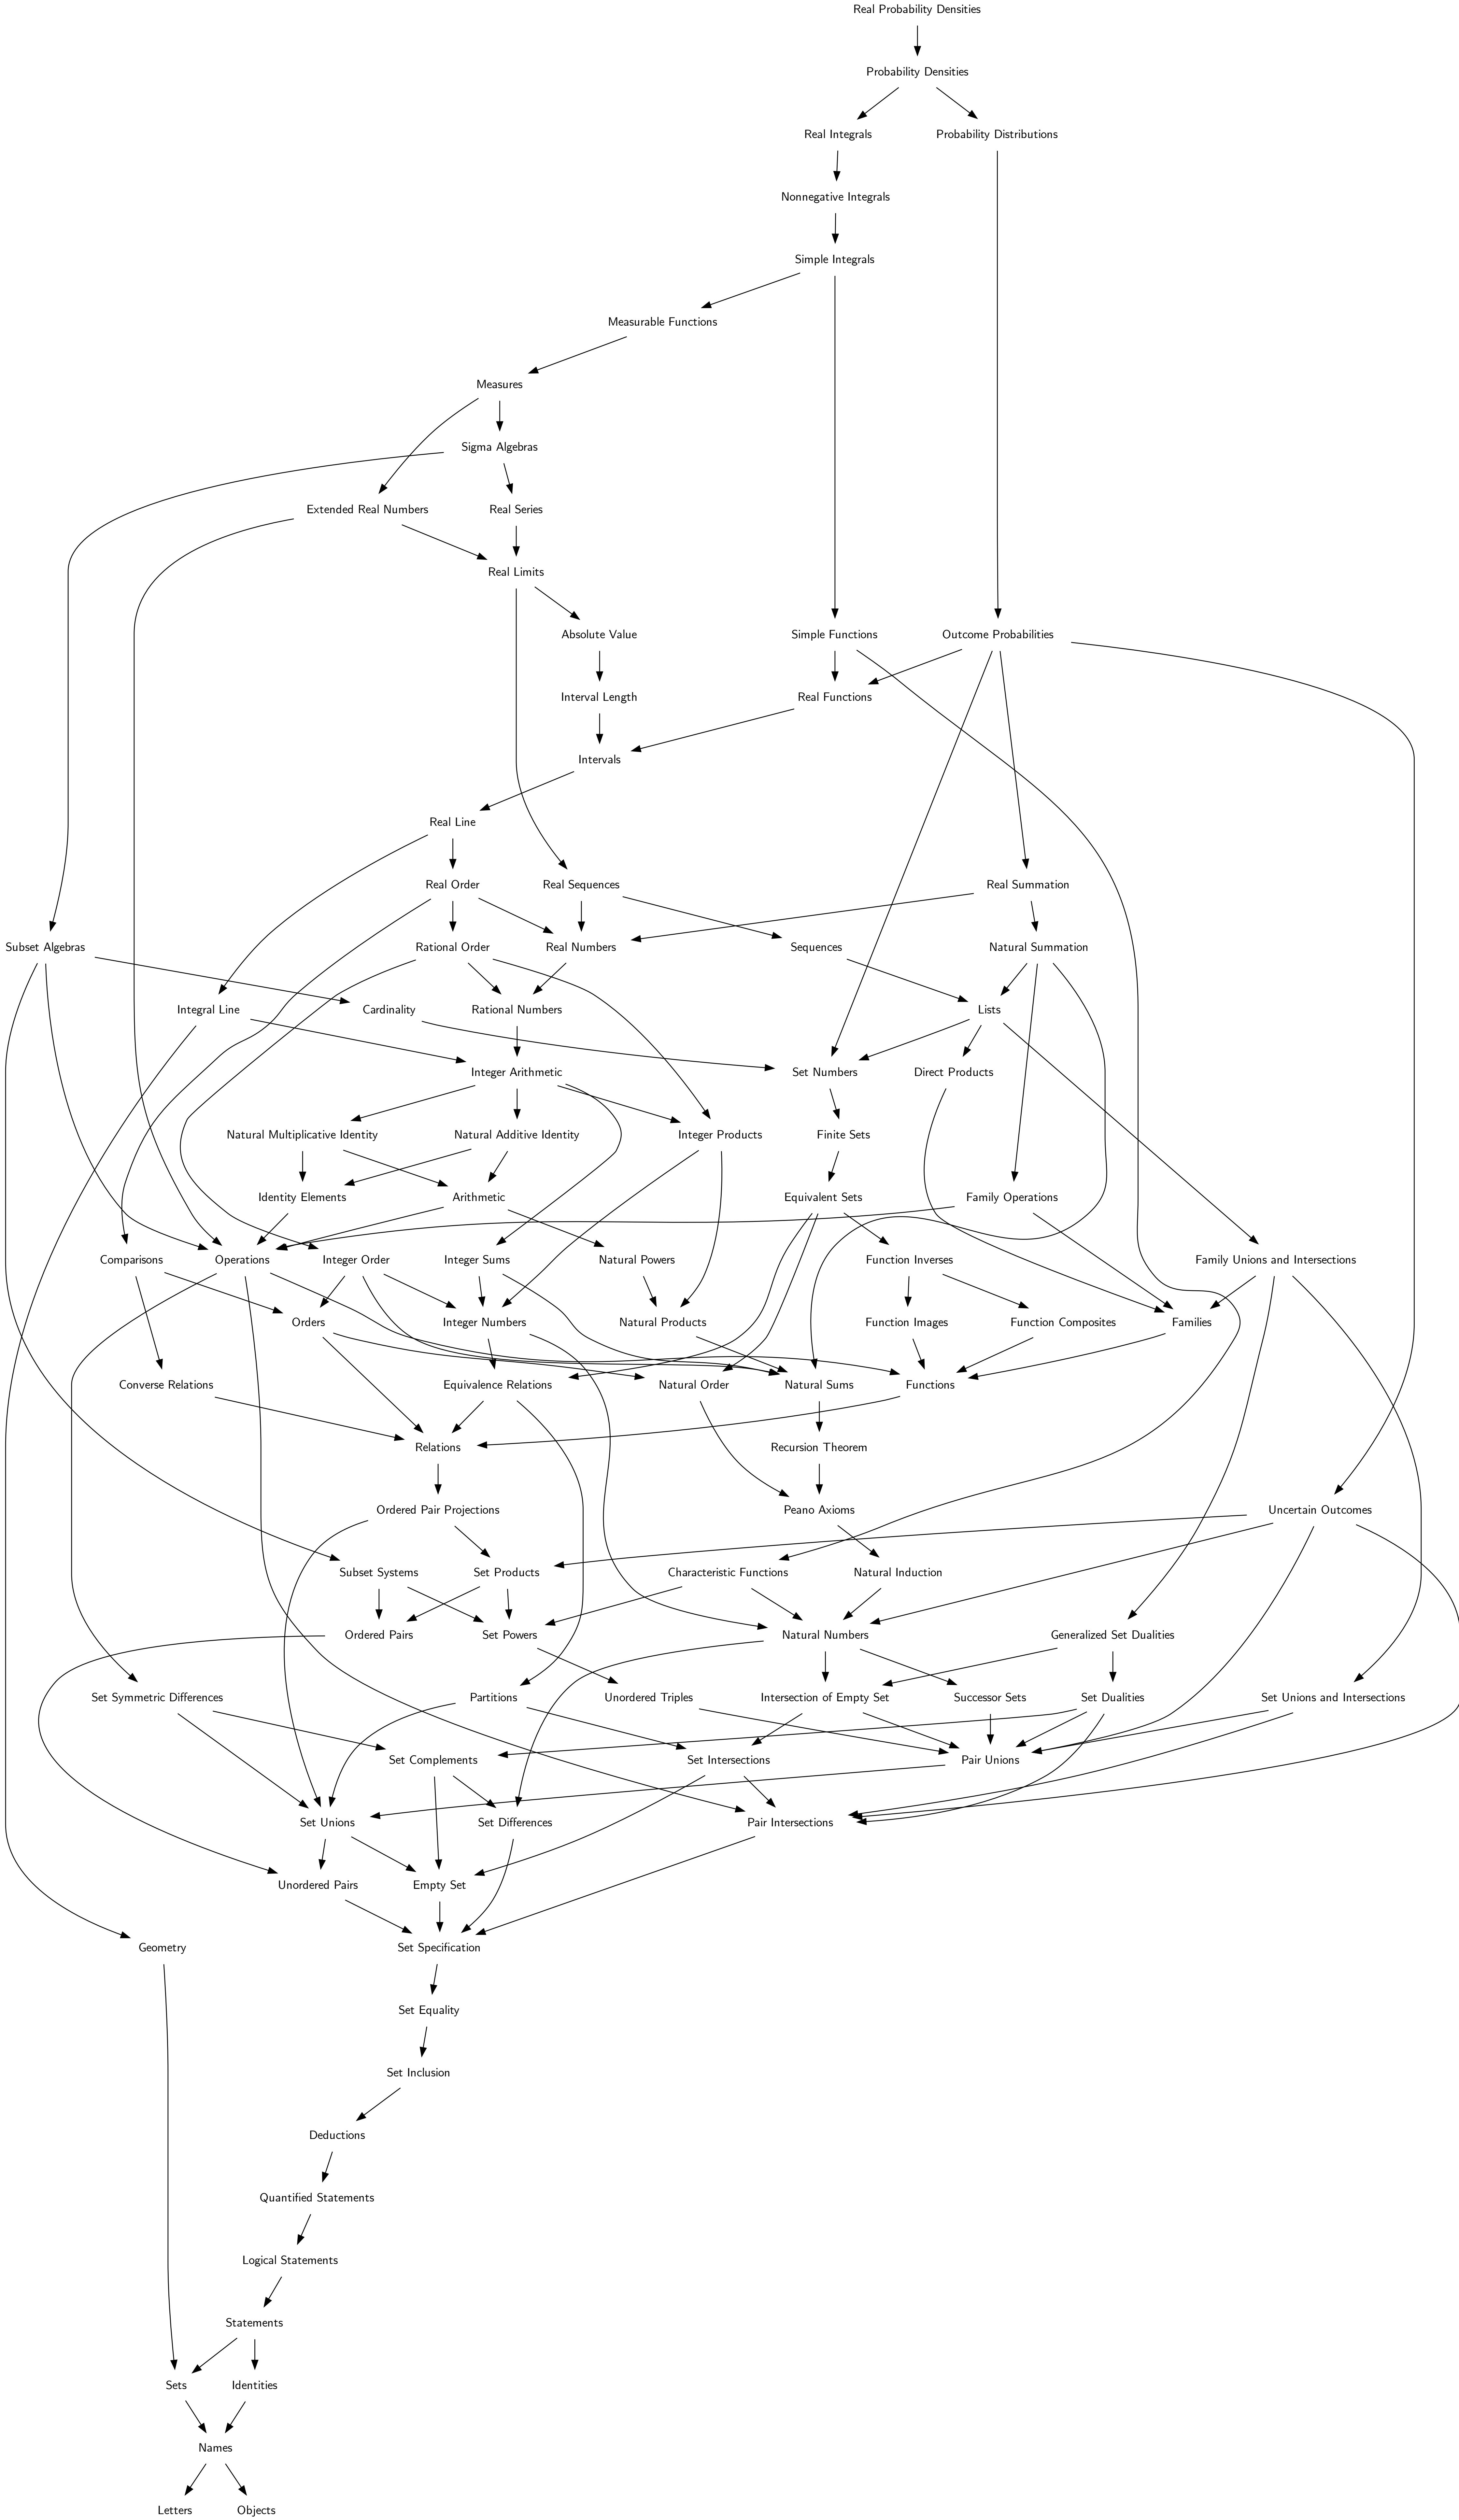 Real Probability Densities
Probability Densities
Real Integrals
Probability Distributions
Nonnegative Integrals
Simple Integrals
Measurable Functions
Measures
Sigma Algebras
Extended Real Numbers
Real Series
Real Limits
Absolute Value
Simple Functions
Outcome Probabilities
Interval Length
Real Functions
Intervals
Real Line
Real Order
Real Sequences
Real Summation
Subset Algebras
Rational Order
Real Numbers
Sequences
Natural Summation
Integral Line
Cardinality
Rational Numbers
Lists
Integer Arithmetic
Set Numbers
Direct Products
Natural Multiplicative Identity
Natural Additive Identity
Integer Products
Finite Sets
Identity Elements
Arithmetic
Equivalent Sets
Family Operations
Comparisons
Operations
Integer Order
Integer Sums
Natural Powers
Function Inverses
Family Unions and Intersections
Orders
Integer Numbers
Natural Products
Function Images
Function Composites
Families
Converse Relations
Equivalence Relations
Natural Order
Natural Sums
Functions
Relations
Recursion Theorem
Ordered Pair Projections
Peano Axioms
Uncertain Outcomes
Subset Systems
Set Products
Characteristic Functions
Natural Induction
Ordered Pairs
Set Powers
Natural Numbers
Generalized Set Dualities
Set Symmetric Differences
Partitions
Unordered Triples
Intersection of Empty Set
Successor Sets
Set Dualities
Set Unions and Intersections
Set Complements
Set Intersections
Pair Unions
Set Unions
Set Differences
Pair Intersections
Unordered Pairs
Empty Set
Geometry
Set Specification
Set Equality
Set Inclusion
Deductions
Quantified Statements
Logical Statements
Statements
Sets
Identities
Names
Letters
Objects